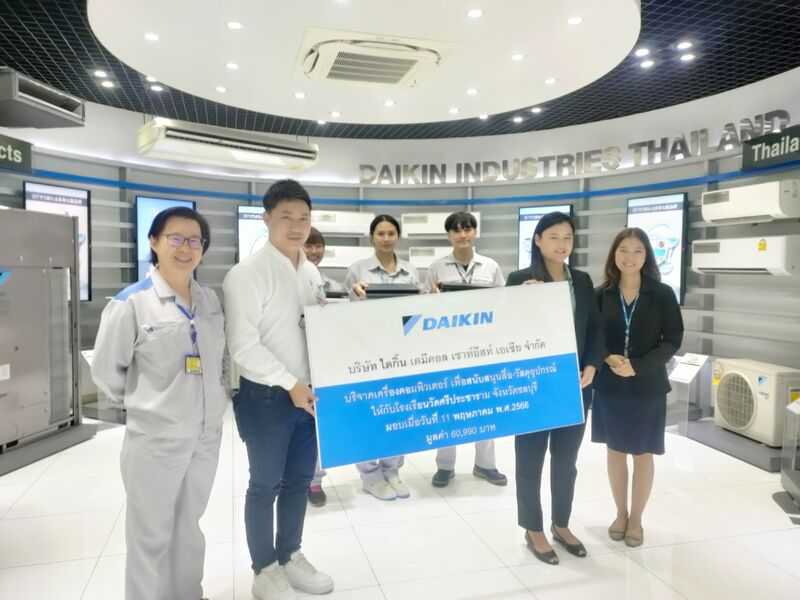 DAIKIN INDUSTRIES THAILAND
cts
Thaila
DAIKIN
บริษัท ไดกิ้น เคมีคอล เซาท์อีสท์ เอเชีย จำกัด
บริจาคเครื่องคอมพิวเตอร์ เพื่อสนับสนุนสื่อ-วัสดุอุปกรณ์
ให้กับโรงเรียนวัดศรีประชาราม จังหวัดชลบุรี
มอบเมื่อวันที่ 11 พฤษภาคม พ.ศ.2566
มูลค่า 60,990 บาท